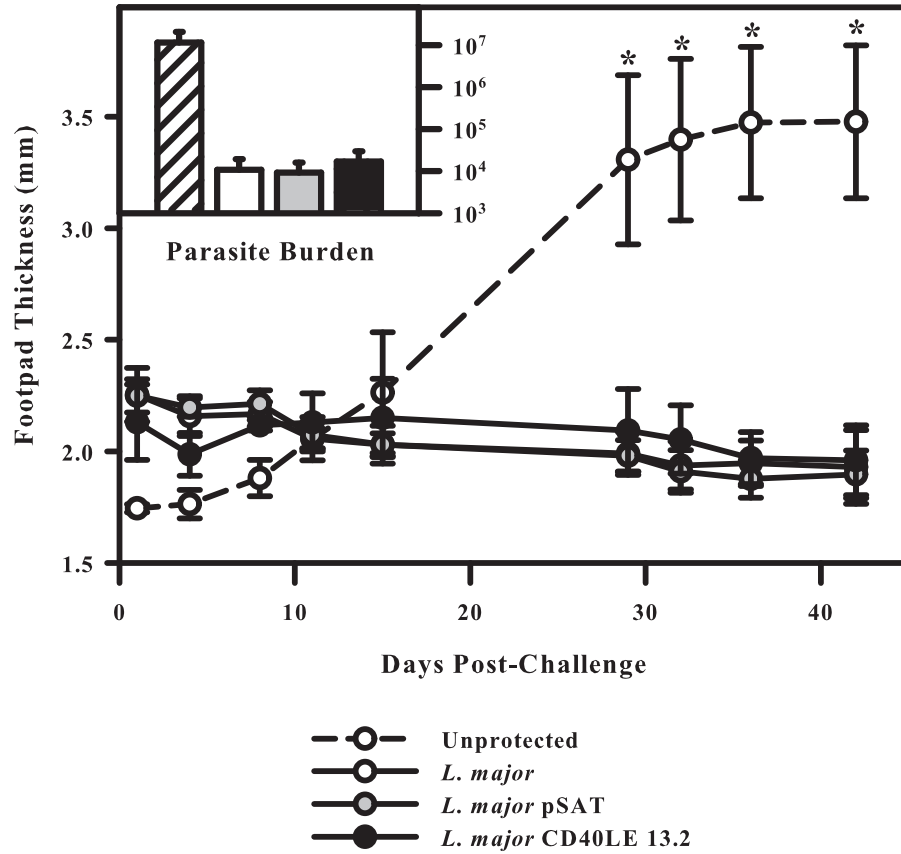 * * * *
10⁷
10⁶
10⁵
10⁴
10³
Parasite Burden
Footpad Thickness (mm)
3.5
3.0
2.5
2.0
1.5
0 10 20 30 40
Days Post-Challenge
Unprotected
L. major
L. major pSAT
L. major CD40LE 13.2